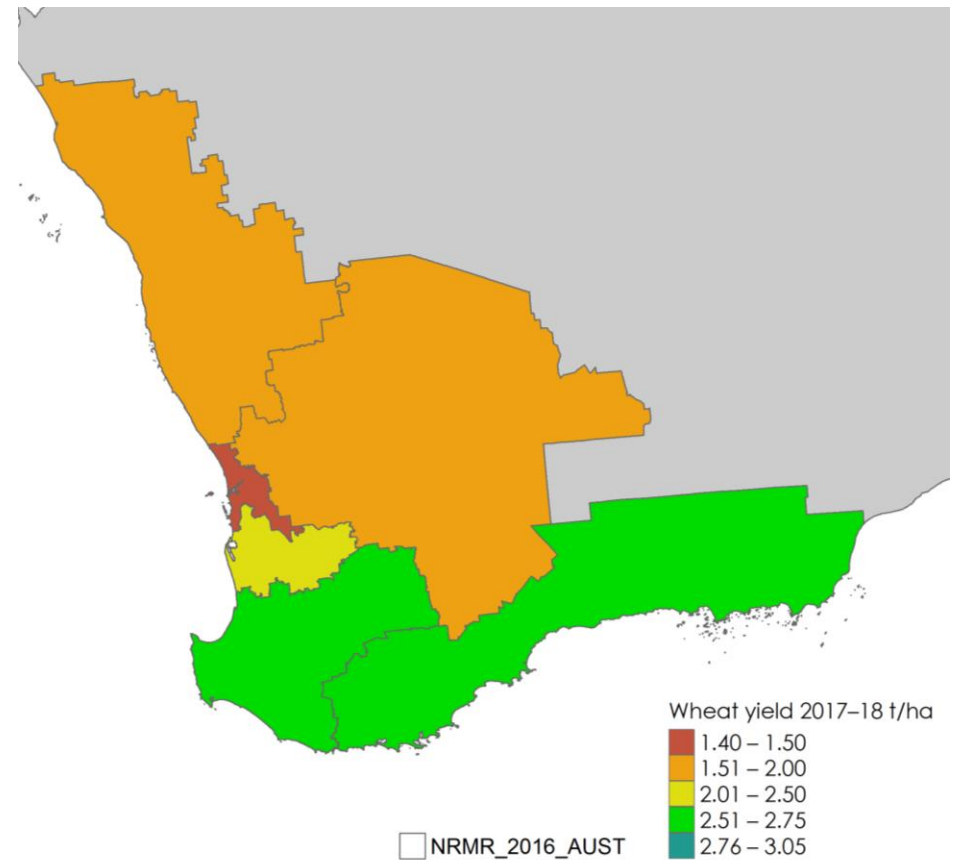 Wheat yield 2017–18 t/ha
1.40 – 1.50
1.51 – 2.00
2.01 – 2.50
2.51 – 2.75
2.76 – 3.05
NRMR_2016_AUST